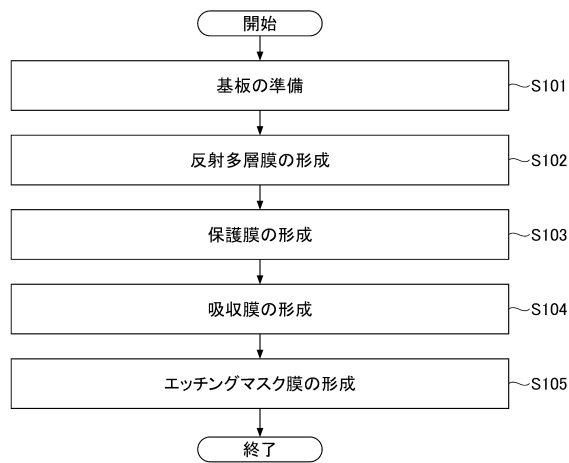 開始
基板の準備
S101
反射多層膜の形成
S102
保護膜の形成
S103
吸収膜の形成
S104
エッチングマスク膜の形成
S105
終了